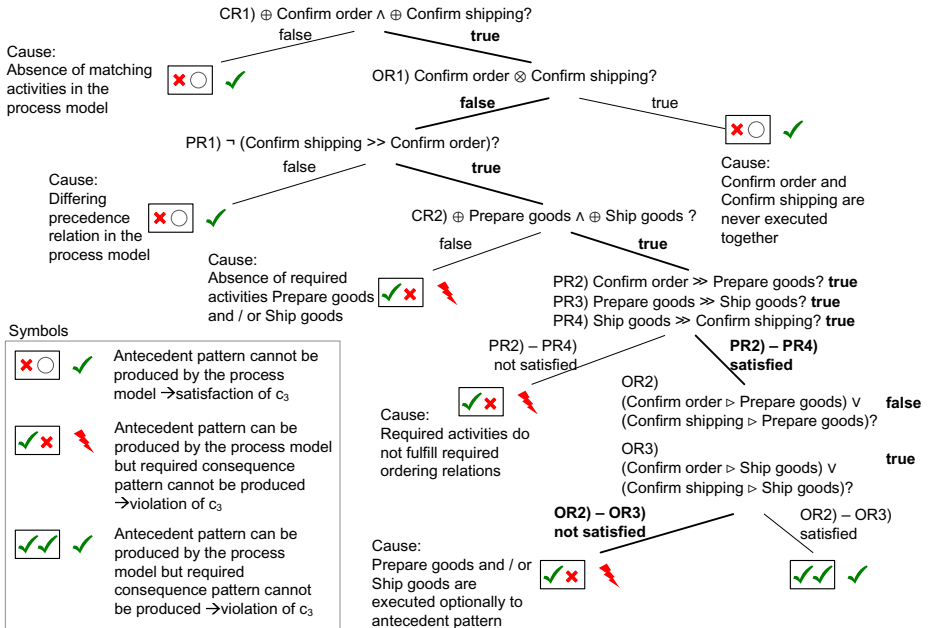 CR1) ⊕ Confirm order ∧ ⊕ Confirm shipping?
false
true
Cause:
Absence of matching
activities in the
process model
OR1) Confirm order ⊗ Confirm shipping?
false
true
PR1) ¬ (Confirm shipping >> Confirm order)?
false
true
Cause:
Confirm order and
Confirm shipping are
never executed
together
Cause:
Differing
precedence
relation in the
process model
CR2) ⊕ Prepare goods ∧ ⊕ Ship goods ?
false
true
Cause:
Absence of required
activities Prepare goods
and / or Ship goods
PR2) Confirm order ≫ Prepare goods? true
PR3) Prepare goods ≫ Ship goods? true
PR4) Ship goods ≫ Confirm shipping? true
PR2) – PR4)
not satisfied
PR2) – PR4)
satisfied
Cause:
Required activities do
not fulfill required
ordering relations
OR2)
(Confirm order ▹ Prepare goods) ∨ false
(Confirm shipping ▹ Prepare goods)?
OR3)
(Confirm order ▹ Ship goods) ∨ true
(Confirm shipping ▹ Ship goods)?
OR2) – OR3)
not satisfied
OR2) – OR3)
satisfied
Cause:
Prepare goods and / or
Ship goods are
executed optionally to
antecedent pattern
Symbols
Antecedent pattern cannot be
produced by the process
model →satisfaction of c₃
Antecedent pattern can be
produced by the process model
but required consequence
pattern cannot be produced
→violation of c₃
Antecedent pattern can be
produced by the process
model but required
consequence pattern cannot
be produced →violation of c₃